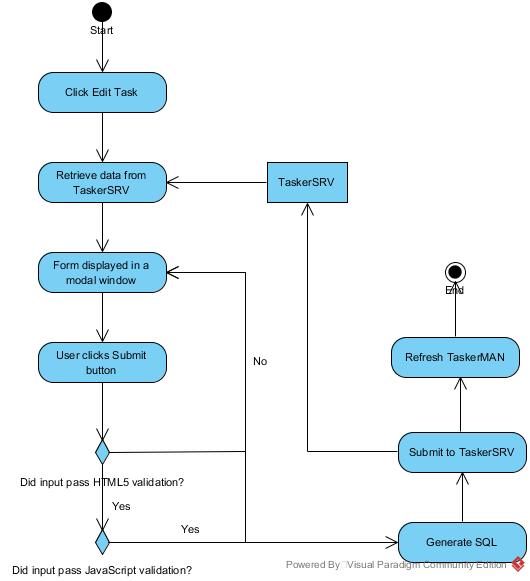 Start
Click Edit Task
Retrieve data from
TaskerSRV
TaskerSRV
Form displayed in a
modal window
End
User clicks Submit
button
No
Refresh TaskerMAN
Submit to TaskerSRV
Did input pass HTML5 validation?
Yes
Yes
Generate SQL
Did input pass JavaScript validation?
Powered By Visual Paradigm Community Edition